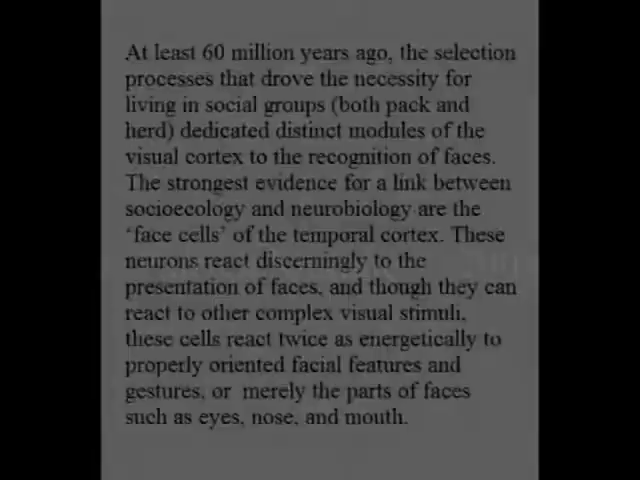 At least 60 million years ago, the selection
processes that drove the necessity for
living in social groups (both pack and
herd) dedicated distinct modules of the
visual cortex to the recognition of faces.
The strongest evidence for a link between
socioecology and neurobiology are the
‘face cells’ of the temporal cortex. These
neurons react discerningly to the
presentation of faces, and though they can
react to other complex visual stimuli,
these cells react twice as energetically to
properly oriented facial features and
gestures, or merely the parts of faces
such as eyes, nose, and mouth.